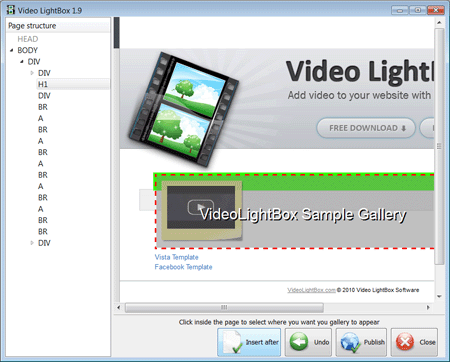 Video LightBox 1.9
Page structure
HEAD
BODY
DIV
DIV
H1
DIV
BR
A
BR
A
BR
A
BR
A
BR
A
BR
BR
DIV
Video Light
Add video to your website with
FREE DOWNLOAD
VideoLightBox Sample Gallery
Vista Template
Facebook Template
VideoLightBox.com © 2010 Video LightBox Software
Click inside the page to select where you want you gallery to appear
Insert after
Undo
Publish
Close